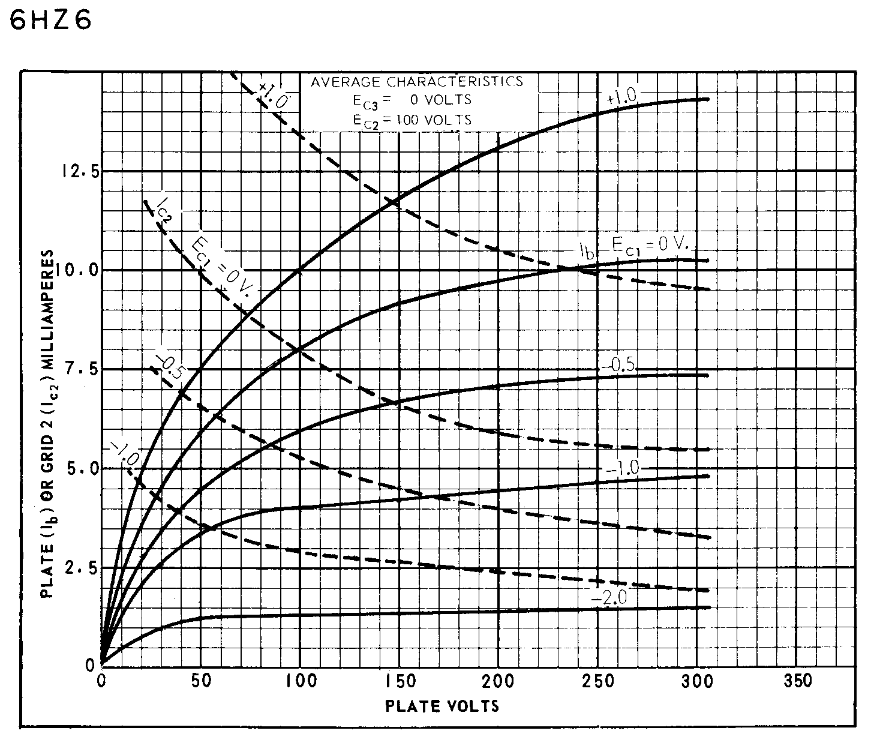 6HZ6
AVERAGE CHARACTERISTICS
EC3 = 0 VOLTS
EC2 = 100 VOLTS
+1.0
+1.0
12.5
Ic2
EC1 = 0 V.
Ib EC1 = 0 V.
10.0
7.5
-0.5
-0.5
-1.0
5.0
-1.0
2.5
-2.0
0
PLATE (Ib) OR GRID 2 (Ic2) MILLIAMPERES
0 50 100 150 200 250 300 350
PLATE VOLTS